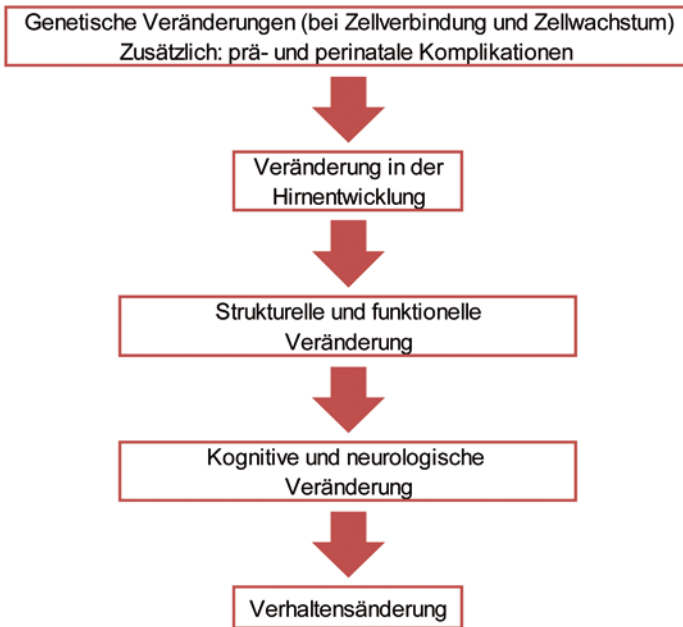 Genetische Veränderungen (bei Zellverbindung und Zellwachstum)
Zusätzlich: prä- und perinatale Komplikationen
Veränderung in der
Hirnentwicklung
Strukturelle und funktionelle
Veränderung
Kognitive und neurologische
Veränderung
Verhaltensänderung